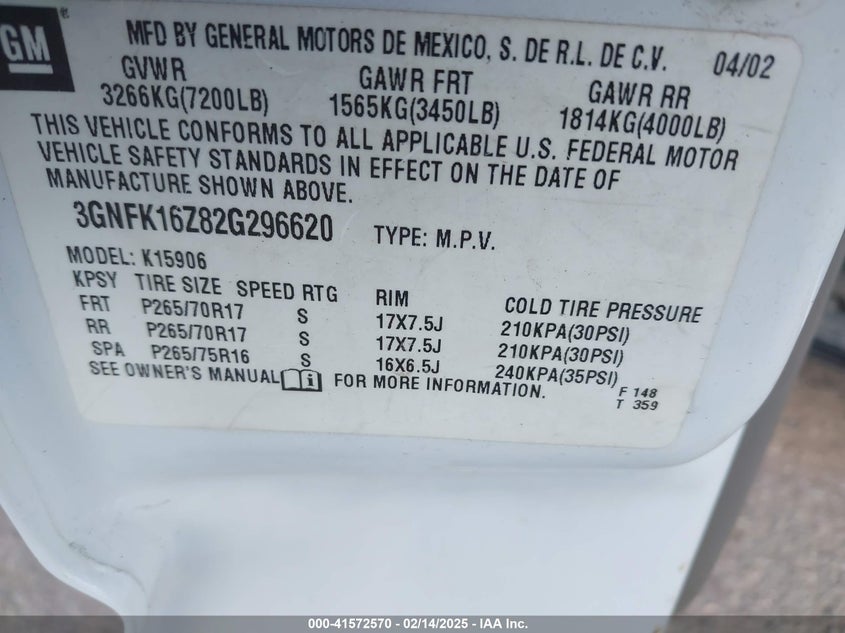 GM
MFD BY GENERAL MOTORS DE MEXICO, S. DE R.L. DE C.V. 04/02
GVWR GAWR FRT GAWR RR
3266KG(7200LB) 1565KG(3450LB) 1814KG(4000LB)
THIS VEHICLE CONFORMS TO ALL APPLICABLE U.S. FEDERAL MOTOR
VEHICLE SAFETY STANDARDS IN EFFECT ON THE DATE OF
MANUFACTURE SHOWN ABOVE.
3GNFK16Z82G296620 TYPE: M.P.V.
MODEL: K15906
KPSY TIRE SIZE SPEED RTG RIM COLD TIRE PRESSURE
FRT P265/70R17 S 17X7.5J 210KPA(30PSI)
RR P265/70R17 S 17X7.5J 210KPA(30PSI)
SPA P265/75R16 S 16X6.5J 240KPA(35PSI)
SEE OWNER'S MANUAL i FOR MORE INFORMATION.
F 148
T 359
000-41572570 — 02/14/2025 — IAA Inc.